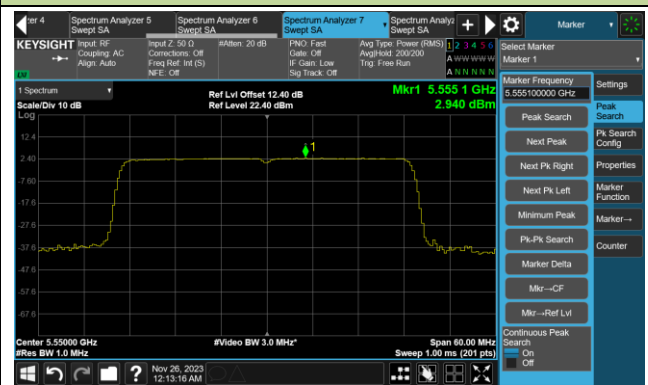 ter 4
Spectrum Analyzer 5
Swept SA
Spectrum Analyzer 6
Swept SA
Spectrum Analyzer 7
Swept SA
Spectrum Analy
Swept SA
Marker
KEYSIGHT
Input: RF
Coupling: AC
Align: Auto
Input Z: 50 Ω
Corrections: Off
Freq Ref: Int (S)
NFE: Off
#Atten: 20 dB
PNO: Fast
Gate: Off
IF Gain: Low
Sig Track: Off
Avg Type: Power (RMS)
Avg|Hold: 200/200
Trig: Free Run
1 2 3 4 5 6
A W W W W W
A N N N N N
Select Marker
Marker 1
1 Spectrum
Scale/Div 10 dB
Log
Ref Lvl Offset 12.40 dB
Ref Level 22.40 dBm
Mkr1 5.555 1 GHz
2.940 dBm
12.4
2.40
-7.60
-17.6
-27.6
-37.6
-47.6
-57.6
-67.6
1
Center 5.55000 GHz
#Res BW 1.0 MHz
#Video BW 3.0 MHz*
Span 60.00 MHz
Sweep 1.00 ms (201 pts)
Marker Frequency
5.555100000 GHz
Peak Search
Next Peak
Next Pk Right
Next Pk Left
Minimum Peak
Pk-Pk Search
Marker Delta
Mkr→CF
Mkr→Ref Lvl
Continuous Peak
Search
On
Off
Settings
Peak
Search
Pk Search
Config
Properties
Marker
Function
Marker→
Counter
?
Nov 26, 2023
12:13:16 AM